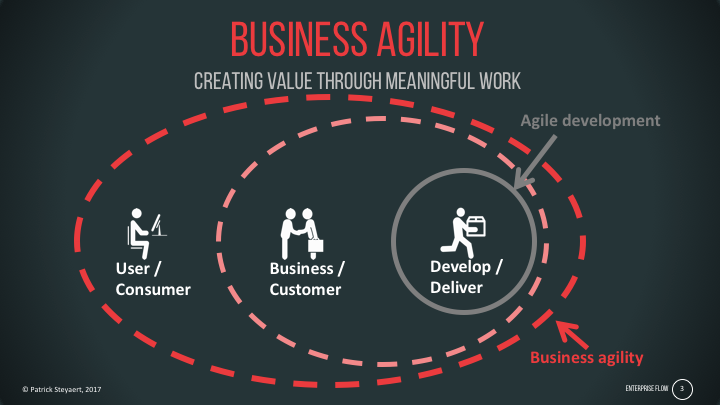 BUSINESS AGILITY
CREATING VALUE THROUGH MEANINGFUL WORK
Agile development
User /
Consumer
Business /
Customer
Develop /
Deliver
Business agility
© Patrick Steyaert, 2017
ENTERPRISE FLOW
3